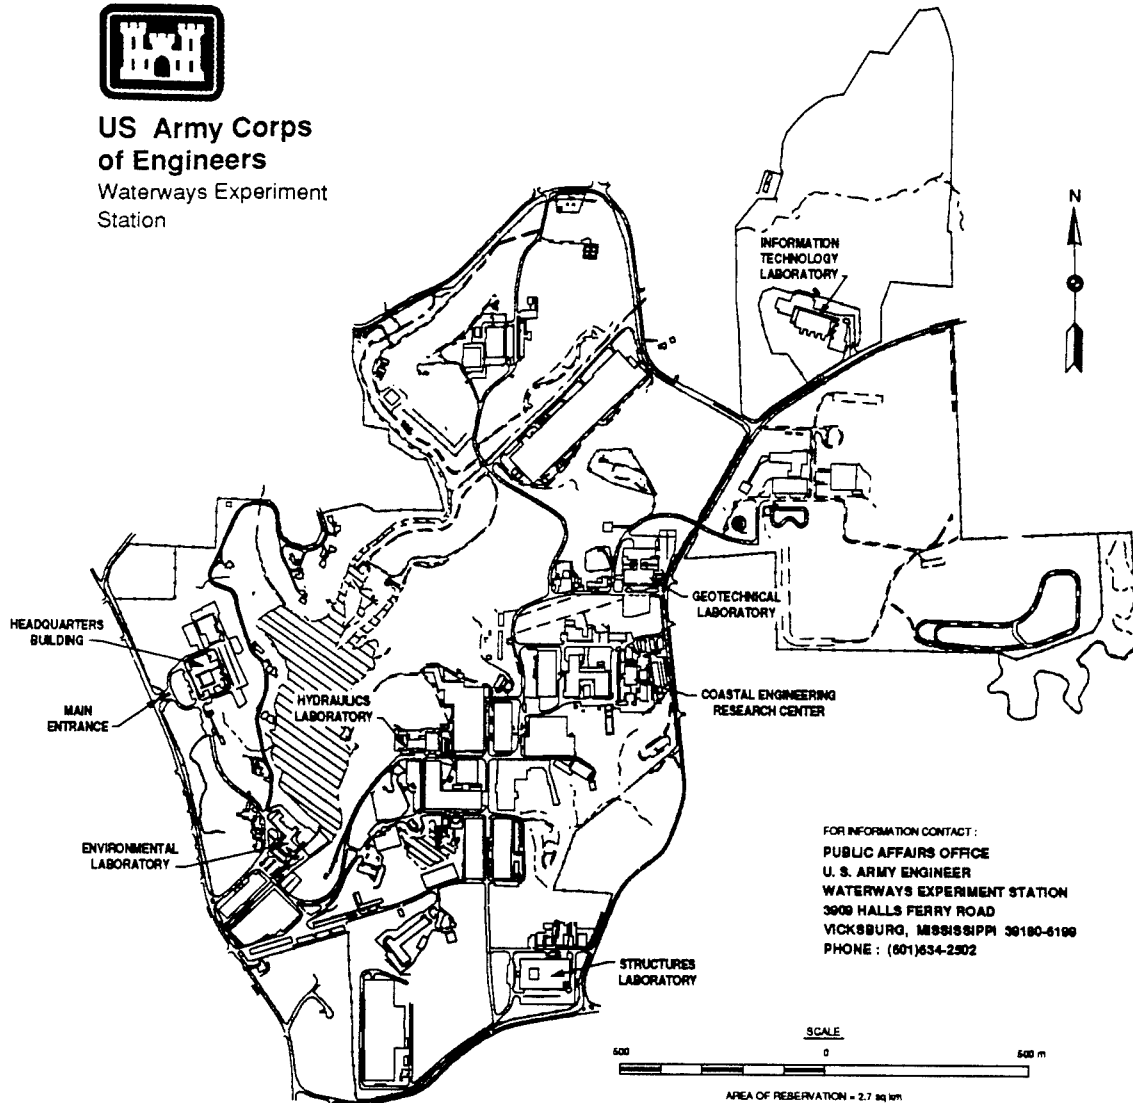 US Army Corps
of Engineers
Waterways Experiment
Station
N
INFORMATION
TECHNOLOGY
LABORATORY
GEOTECHNICAL
LABORATORY
HEADQUARTERS
BUILDING
MAIN
ENTRANCE
HYDRAULICS
LABORATORY
COASTAL ENGINEERING
RESEARCH CENTER
ENVIRONMENTAL
LABORATORY
STRUCTURES
LABORATORY
FOR INFORMATION CONTACT :
PUBLIC AFFAIRS OFFICE
U. S. ARMY ENGINEER
WATERWAYS EXPERIMENT STATION
3909 HALLS FERRY ROAD
VICKSBURG, MISSISSIPPI 39180-6199
PHONE : (601)634-2502
SCALE
500 0 500 m
AREA OF RESERVATION = 2.7 sq km